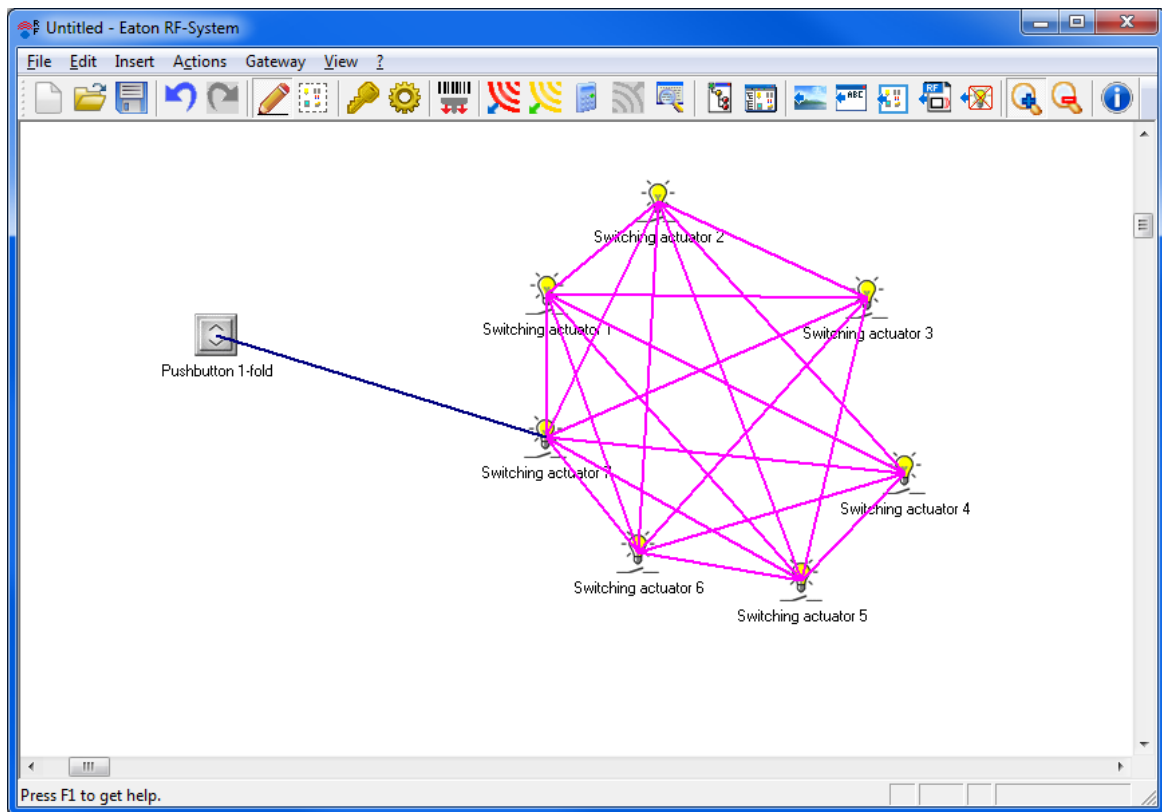 Untitled - Eaton RF-System
File Edit Insert Actions Gateway View ?
ABC
RF
Switching actuator 2
Switching actuator 1
Switching actuator 3
Pushbutton 1-fold
Switching actuator 7
Switching actuator 4
Switching actuator 6
Switching actuator 5
Press F1 to get help.